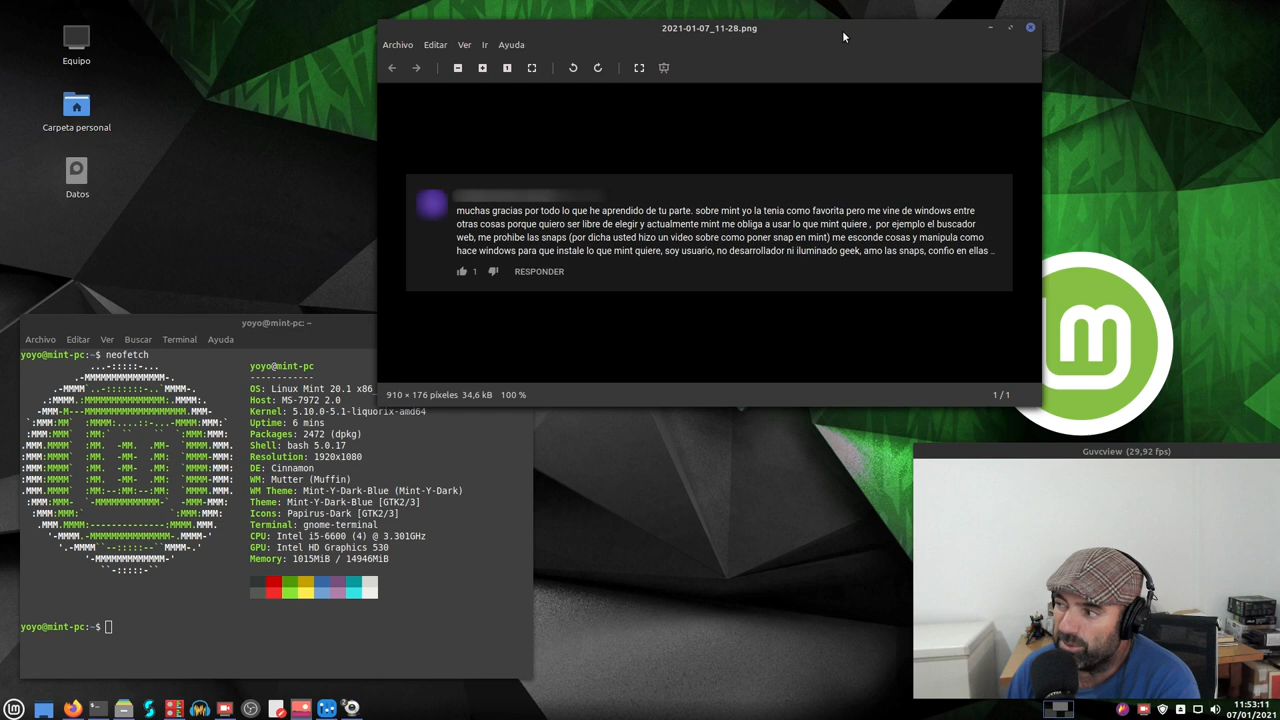 Equipo
Carpeta personal
Datos
2021-01-07_11-28.png
Archivo Editar Ver Ir Ayuda
muchas gracias por todo lo que he aprendido de tu parte. sobre mint yo la tenia como favorita pero me vine de windows entre
otras cosas porque quiero ser libre de elegir y actualmente mint me obliga a usar lo que mint quiere , por ejemplo el buscador
web, me prohibe las snaps (por dicha usted hizo un video sobre como poner snap en mint) me esconde cosas y manipula como
hace windows para que instale lo que mint quiere, soy usuario, no desarrollador ni iluminado geek, amo las snaps, confio en ellas ..
1 RESPONDER
910 × 176 píxeles 34,6 kB 100 %
1 / 1
yoyo@mint-pc: ~
Archivo Editar Ver Buscar Terminal Ayuda
yoyo@mint-pc:~$ neofetch
yoyo@mint-pc
------------
OS: Linux Mint 20.1 x86_
Host: MS-7972 2.0
Kernel: 5.10.0-5.1-liquorix-amd64
Uptime: 6 mins
Packages: 2472 (dpkg)
Shell: bash 5.0.17
Resolution: 1920x1080
DE: Cinnamon
WM: Mutter (Muffin)
WM Theme: Mint-Y-Dark-Blue (Mint-Y-Dark)
Theme: Mint-Y-Dark-Blue [GTK2/3]
Icons: Papirus-Dark [GTK2/3]
Terminal: gnome-terminal
CPU: Intel i5-6600 (4) @ 3.301GHz
GPU: Intel HD Graphics 530
Memory: 1015MiB / 14946MiB
yoyo@mint-pc:~$
Guvcview (29,92 fps)
11:53:11
07/01/2021